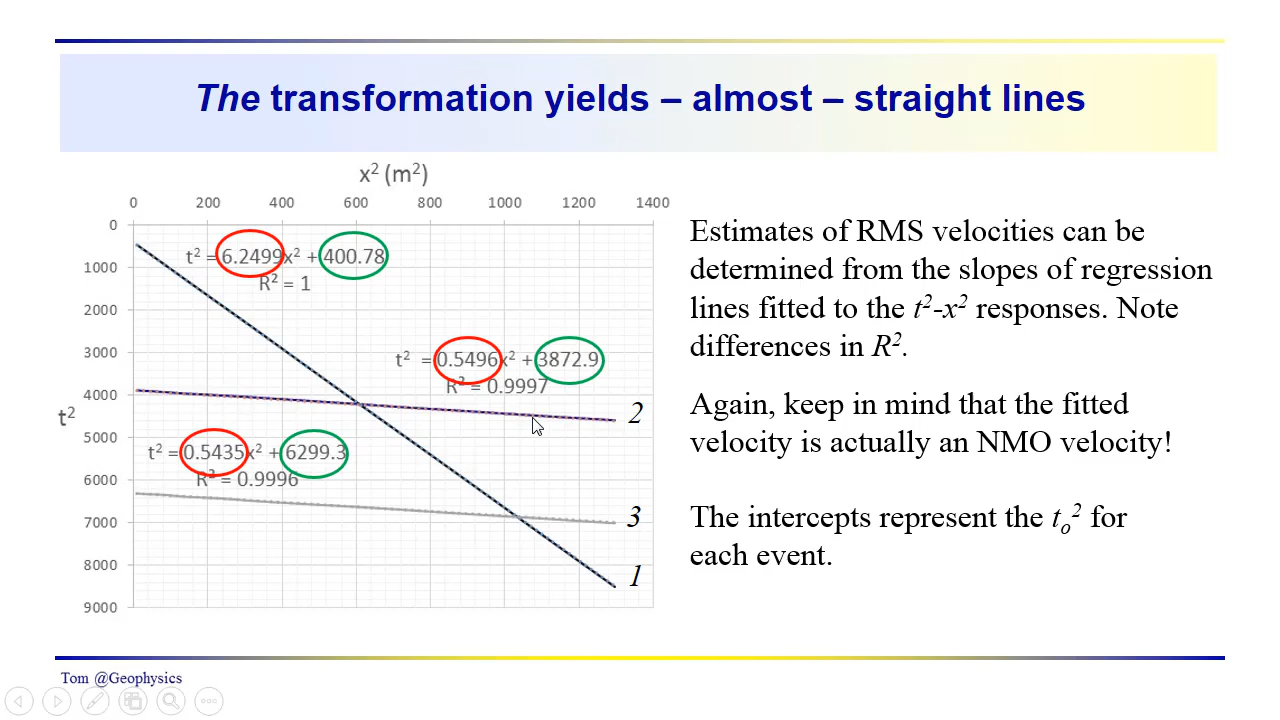 The transformation yields – almost – straight lines
x² (m²)
0 200 400 600 800 1000 1200 1400
0
1000
2000
3000
4000
5000
6000
7000
8000
9000
t²
t² = 6.2499x² + 400.78
R² = 1
t² = 0.5496x² + 3872.9
R² = 0.9997
2
t² = 0.5435x² + 6299.3
R² = 0.9996
3
1
Estimates of RMS velocities can be
determined from the slopes of regression
lines fitted to the t²-x² responses. Note
differences in R².
Again, keep in mind that the fitted
velocity is actually an NMO velocity!
The intercepts represent the tₒ² for
each event.
Tom @Geophysics